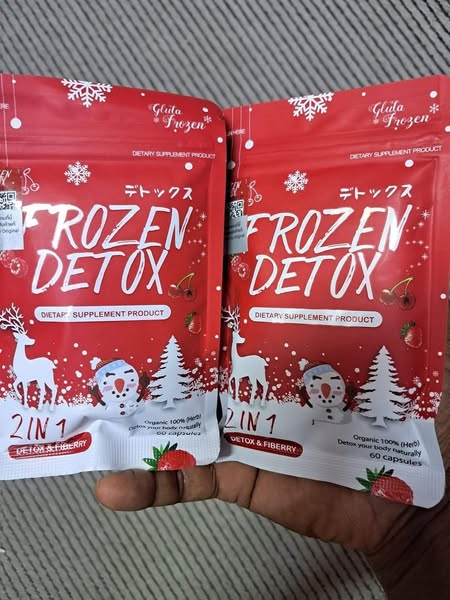 Gluta
Frozen
DIETARY SUPPLEMENT PRODUCT
デトックス
FROZEN
DETOX
DIETARY SUPPLEMENT PRODUCT
2 IN 1
DETOX & FIBERRY
Organic 100% (Herb)
Detox your body naturally
60 capsules
Gluta
Frozen
DIETARY SUPPLEMENT PRODUCT
デトックス
FROZEN
DETOX
DIETARY SUPPLEMENT PRODUCT
2 IN 1
DETOX & FIBERRY
Organic 100% (Herb)
Detox your body naturally
60 capsules